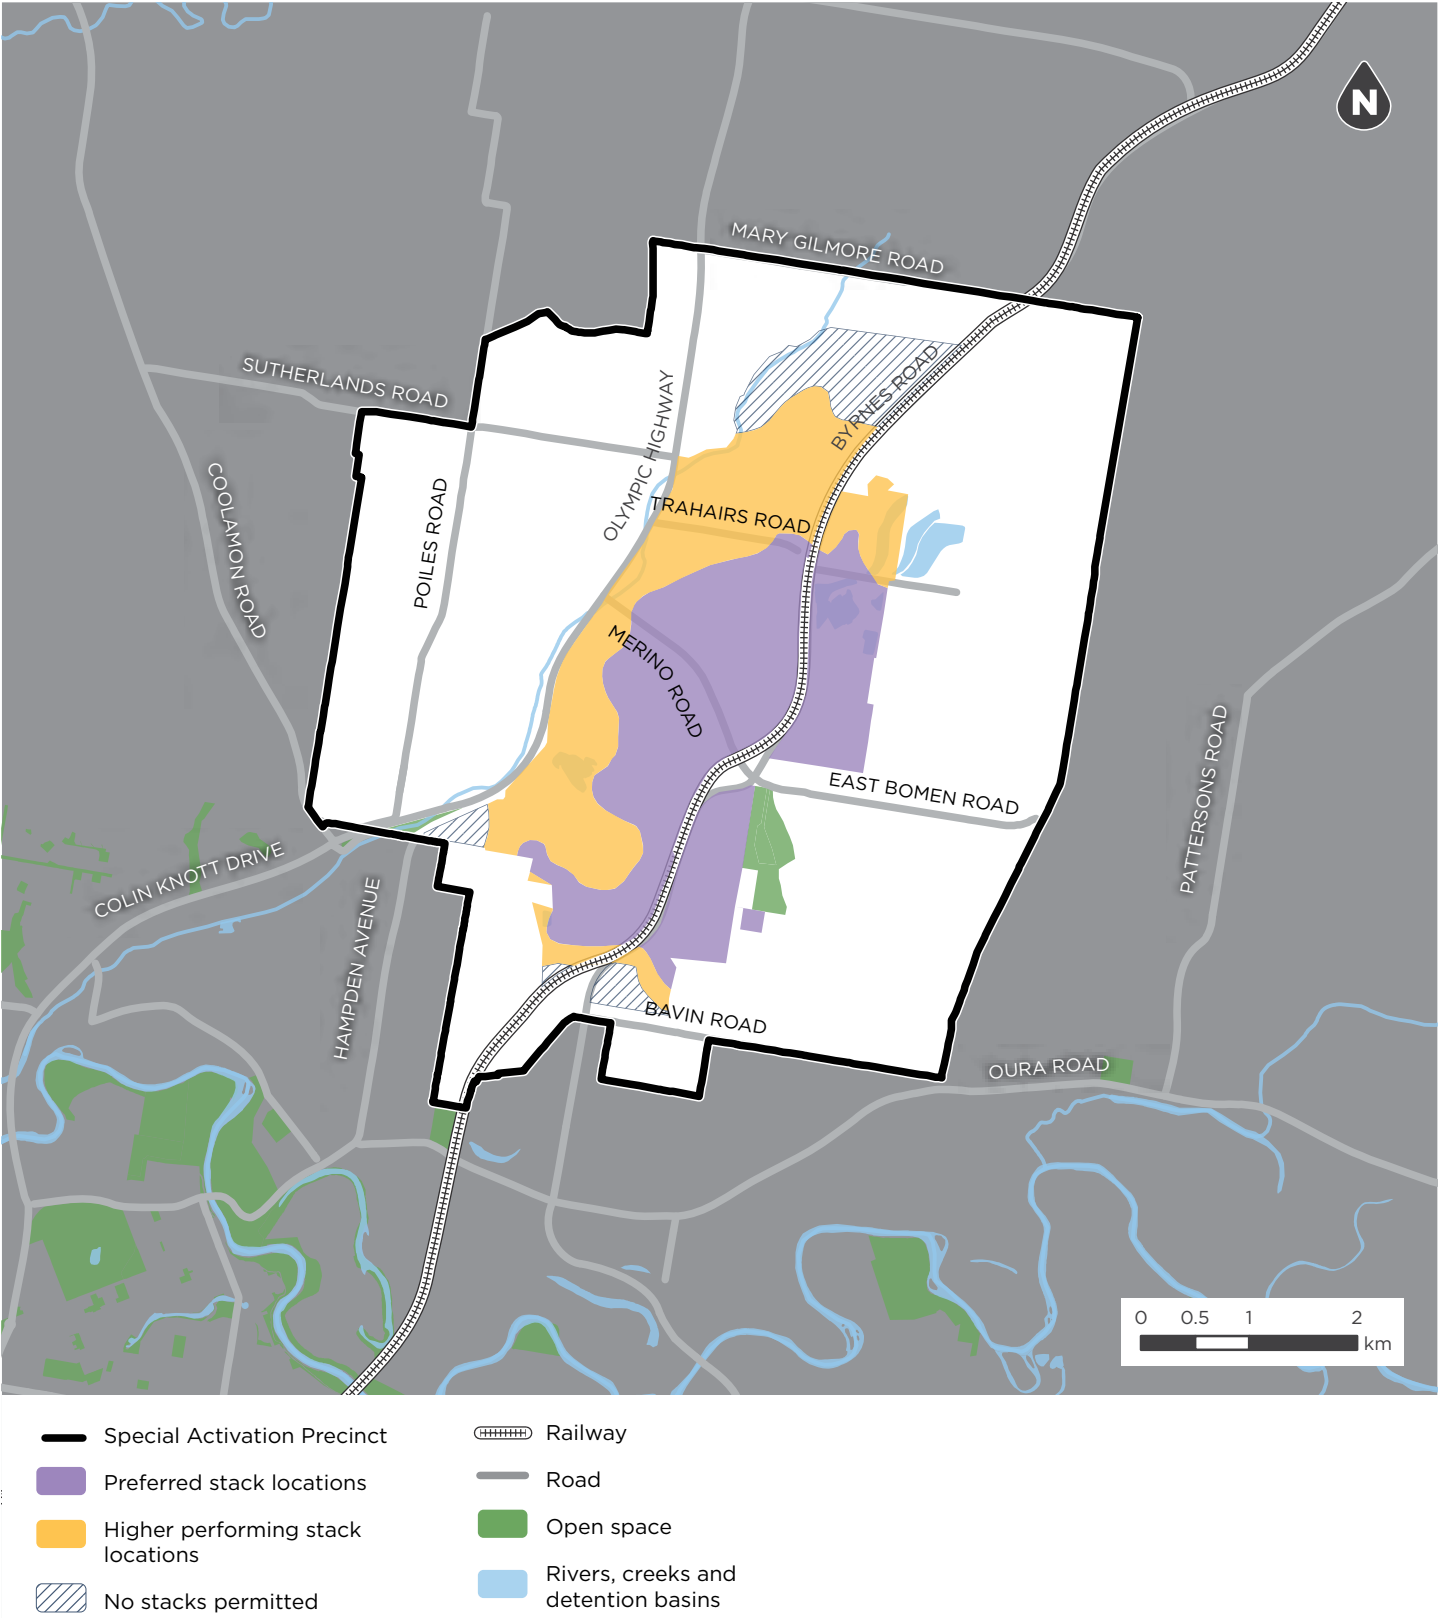 N
MARY GILMORE ROAD
SUTHERLANDS ROAD
BYRNES ROAD
OLYMPIC HIGHWAY
COOLAMON ROAD
POILES ROAD
TRAHAIRS ROAD
MERINO ROAD
PATTERSONS ROAD
EAST BOMEN ROAD
COLIN KNOTT DRIVE
HAMPDEN AVENUE
BAVIN ROAD
OURA ROAD
0 0.5 1 2
km
Special Activation Precinct
Preferred stack locations
Higher performing stack
locations
No stacks permitted
Railway
Road
Open space
Rivers, creeks and
detention basins